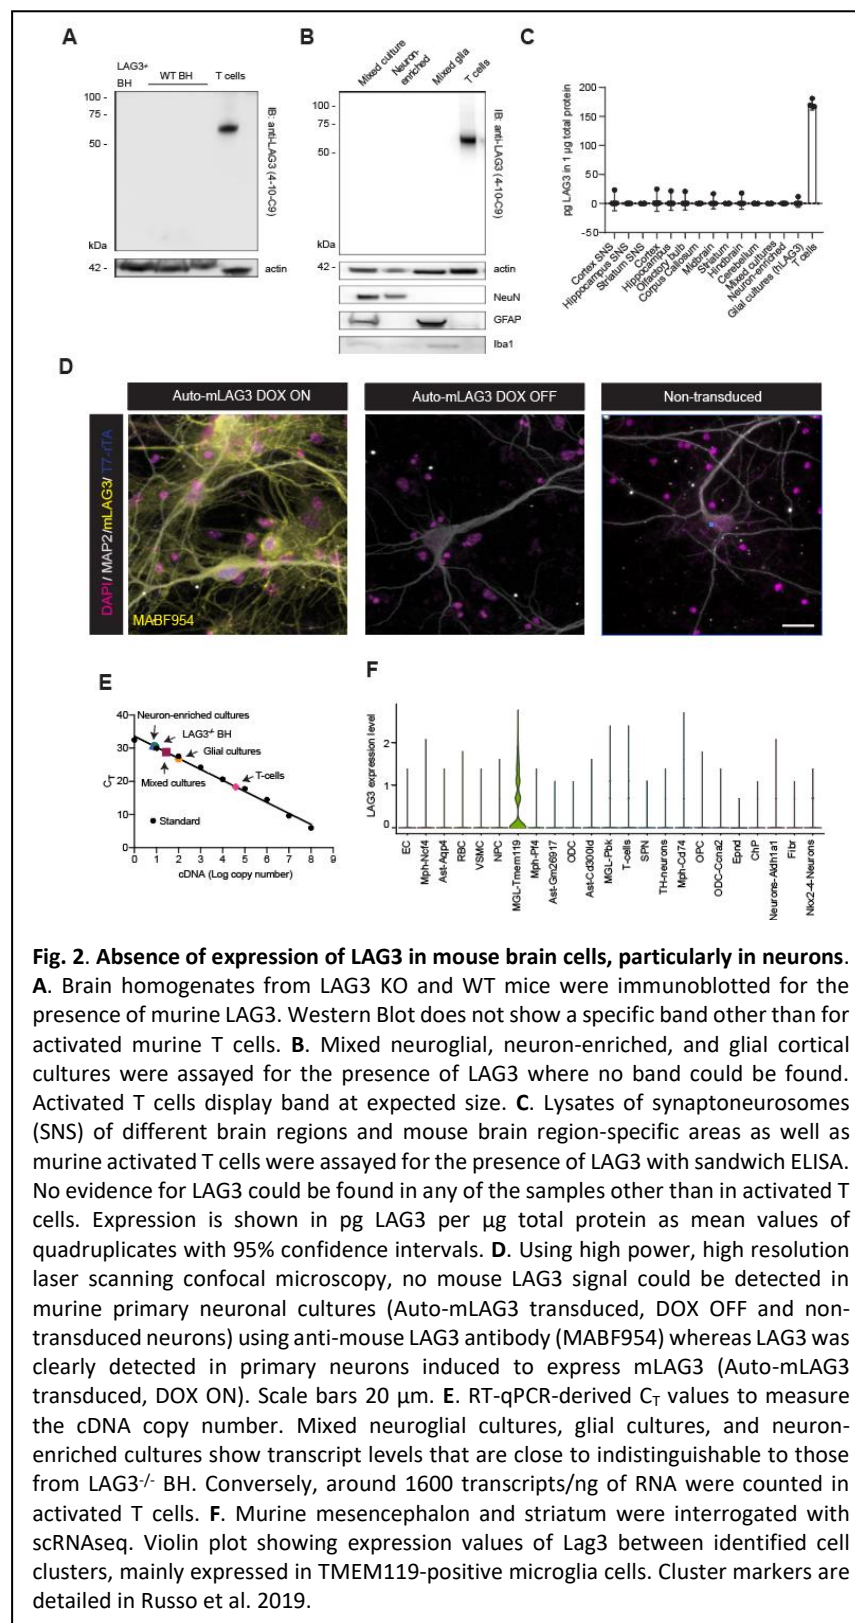 A
LAG3-/-
BH
WT BH
T cells
100 -
75 -
50 -
kDa
42 -
IB: anti-LAG3 (4-10-C9)
actin
B
Mixed culture
Neuron-
enriched
Mixed glia
T cells
100 -
75 -
50 -
kDa
42 -
IB: anti-LAG3 (4-10-C9)
actin
NeuN
GFAP
Iba1
C
pg LAG3 in 1 µg total protein
200
150
100
50
0
-50
Cortex SNS
Hippocampus SNS
Striatum SNS
Cortex
Hippocampus
Olfactory bulb
Corpus Callosum
Midbrain
Striatum
Hindbrain
Cerebellum
Mixed cultures
Neuron-enriched
Glial cultures (hLAG3)
T cells
D
Auto-mLAG3 DOX ON
Auto-mLAG3 DOX OFF
Non-transduced
DAPI/ MAP2/mLAG3/ T7-rTA
MABF954
E
CT
40
30
20
10
0
Neuron-enriched cultures
LAG3-/- BH
Glial cultures
Mixed cultures
T-cells
Standard
0 1 2 3 4 5 6 7 8 9
cDNA (Log copy number)
F
LAG3 expression level
2
1
0
EC
Mph-Ncf4
Ast-Aqp4
RBC
VSMC
NPC
MGL-Tmem119
Mph-Pf4
Ast-Gm26917
ODC
Ast-Cd300ld
MGL-Pbk
T-cells
SPN
TH-neurons
Mph-Cd74
OPC
ODC-Ccna2
Epnd
ChP
Neurons-Aldh1a1
Fibr
Nkx2-4-Neurons
Fig. 2. Absence of expression of LAG3 in mouse brain cells, particularly in neurons.
A. Brain homogenates from LAG3 KO and WT mice were immunoblotted for the
presence of murine LAG3. Western Blot does not show a specific band other than for
activated murine T cells. B. Mixed neuroglial, neuron-enriched, and glial cortical
cultures were assayed for the presence of LAG3 where no band could be found.
Activated T cells display band at expected size. C. Lysates of synaptoneurosomes
(SNS) of different brain regions and mouse brain region-specific areas as well as
murine activated T cells were assayed for the presence of LAG3 with sandwich ELISA.
No evidence for LAG3 could be found in any of the samples other than in activated T
cells. Expression is shown in pg LAG3 per µg total protein as mean values of
quadruplicates with 95% confidence intervals. D. Using high power, high resolution
laser scanning confocal microscopy, no mouse LAG3 signal could be detected in
murine primary neuronal cultures (Auto-mLAG3 transduced, DOX OFF and non-
transduced neurons) using anti-mouse LAG3 antibody (MABF954) whereas LAG3 was
clearly detected in primary neurons induced to express mLAG3 (Auto-mLAG3
transduced, DOX ON). Scale bars 20 µm. E. RT-qPCR-derived CT values to measure
the cDNA copy number. Mixed neuroglial cultures, glial cultures, and neuron-
enriched cultures show transcript levels that are close to indistinguishable to those
from LAG3-/- BH. Conversely, around 1600 transcripts/ng of RNA were counted in
activated T cells. F. Murine mesencephalon and striatum were interrogated with
scRNAseq. Violin plot showing expression values of Lag3 between identified cell
clusters, mainly expressed in TMEM119-positive microglia cells. Cluster markers are
detailed in Russo et al. 2019.